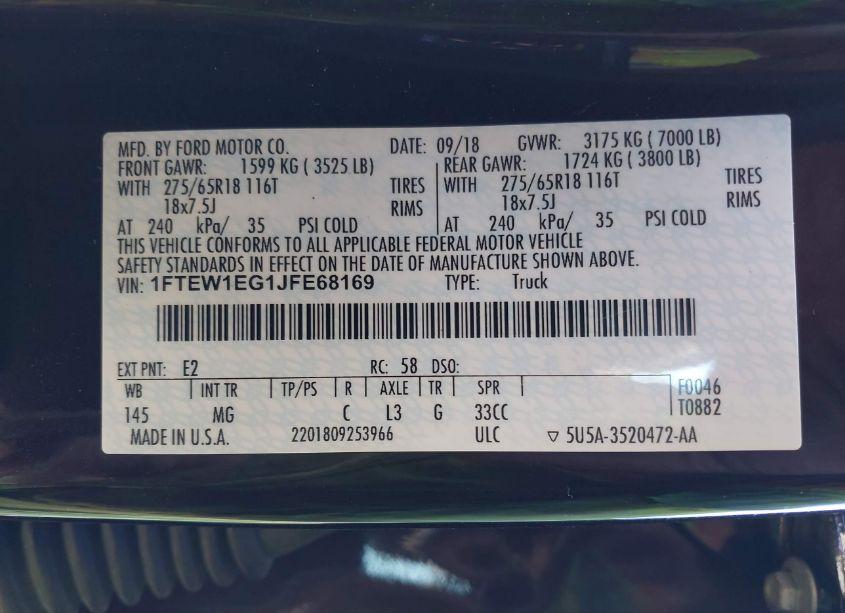 MFD. BY FORD MOTOR CO. DATE: 09/18 GVWR: 3175 KG ( 7000 LB)
FRONT GAWR: 1599 KG ( 3525 LB) REAR GAWR: 1724 KG ( 3800 LB)
WITH 275/65R18 116T TIRES WITH 275/65R18 116T TIRES
18x7.5J RIMS 18x7.5J RIMS
AT 240 kPa/ 35 PSI COLD AT 240 kPa/ 35 PSI COLD
THIS VEHICLE CONFORMS TO ALL APPLICABLE FEDERAL MOTOR VEHICLE
SAFETY STANDARDS IN EFFECT ON THE DATE OF MANUFACTURE SHOWN ABOVE.
VIN: 1FTEW1EG1JFE68169 TYPE: Truck
EXT PNT: E2 RC: 58 DSO:
WB INT TR TP/PS R AXLE TR SPR F0046
145 MG C L3 G 33CC T0882
MADE IN U.S.A. 2201809253966 ULC ▽ 5U5A-3520472-AA